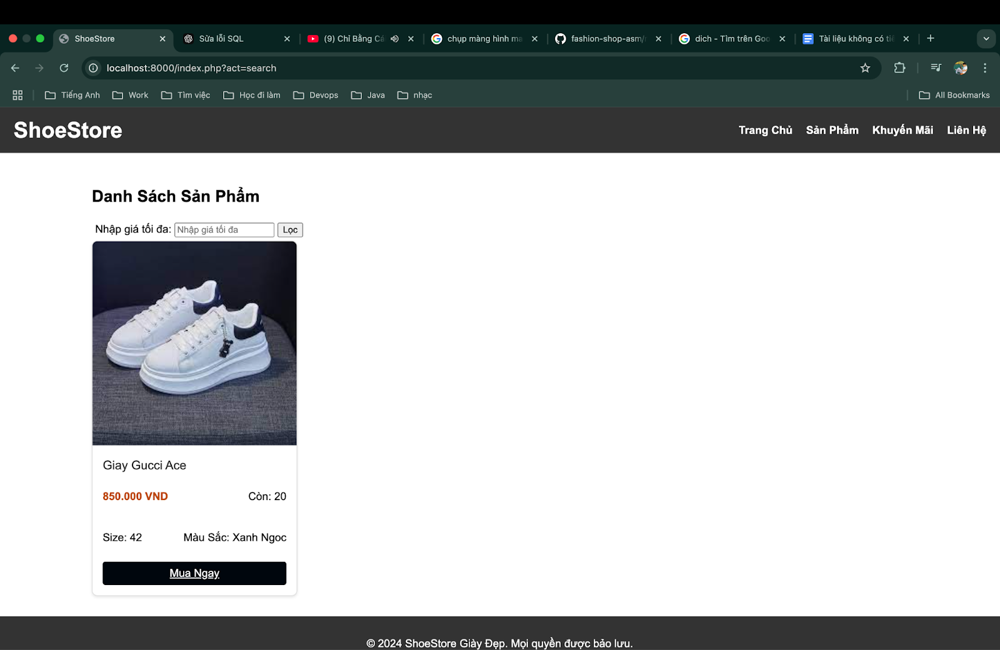 ShoeStore
Sửa lỗi SQL
(9) Chỉ Bằng Cá
chụp màng hình ma
fashion-shop-asm/
dich - Tìm trên Goo
Tài liệu không có tiê
localhost:8000/index.php?act=search
Tiếng Anh
Work
Tìm việc
Học đi làm
Devops
Java
nhạc
All Bookmarks
ShoeStore
Trang Chủ Sản Phẩm Khuyến Mãi Liên Hệ
Danh Sách Sản Phẩm
Nhập giá tối đa: Nhập giá tối đa Lọc
Giay Gucci Ace
850.000 VND Còn: 20
Size: 42 Màu Sắc: Xanh Ngoc
Mua Ngay
© 2024 ShoeStore Giày Đẹp. Mọi quyền được bảo lưu.